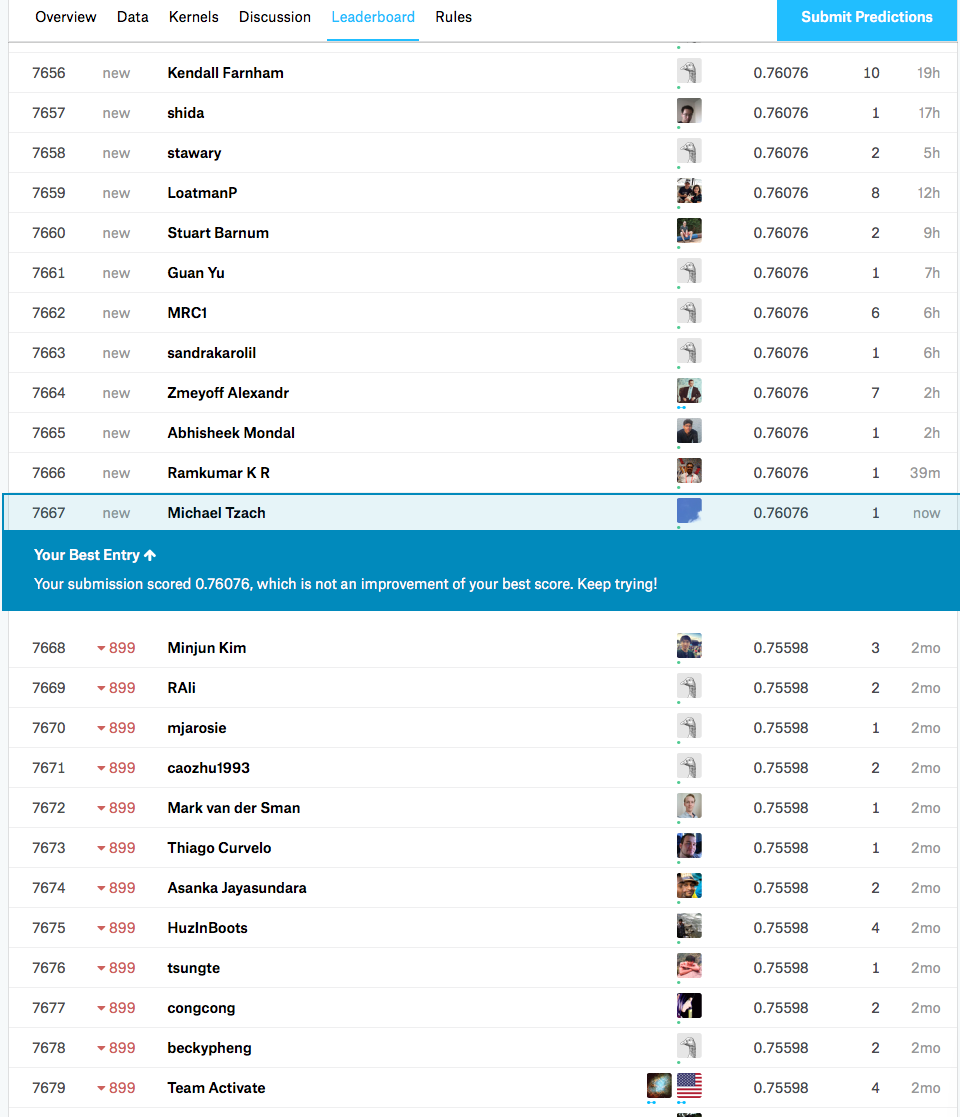 Overview Data Kernels Discussion Leaderboard Rules Submit Predictions
7656 new Kendall Farnham 0.76076 10 19h
7657 new shida 0.76076 1 17h
7658 new stawary 0.76076 2 5h
7659 new LoatmanP 0.76076 8 12h
7660 new Stuart Barnum 0.76076 2 9h
7661 new Guan Yu 0.76076 1 7h
7662 new MRC1 0.76076 6 6h
7663 new sandrakarolil 0.76076 1 6h
7664 new Zmeyoff Alexandr 0.76076 7 2h
7665 new Abhisheek Mondal 0.76076 1 2h
7666 new Ramkumar K R 0.76076 1 39m
7667 new Michael Tzach 0.76076 1 now
Your Best Entry ↑
Your submission scored 0.76076, which is not an improvement of your best score. Keep trying!
7668 899 Minjun Kim 0.75598 3 2mo
7669 899 RAli 0.75598 2 2mo
7670 899 mjarosie 0.75598 1 2mo
7671 899 caozhu1993 0.75598 2 2mo
7672 899 Mark van der Sman 0.75598 1 2mo
7673 899 Thiago Curvelo 0.75598 1 2mo
7674 899 Asanka Jayasundara 0.75598 2 2mo
7675 899 HuzInBoots 0.75598 4 2mo
7676 899 tsungte 0.75598 1 2mo
7677 899 congcong 0.75598 2 2mo
7678 899 beckypheng 0.75598 2 2mo
7679 899 Team Activate 0.75598 4 2mo